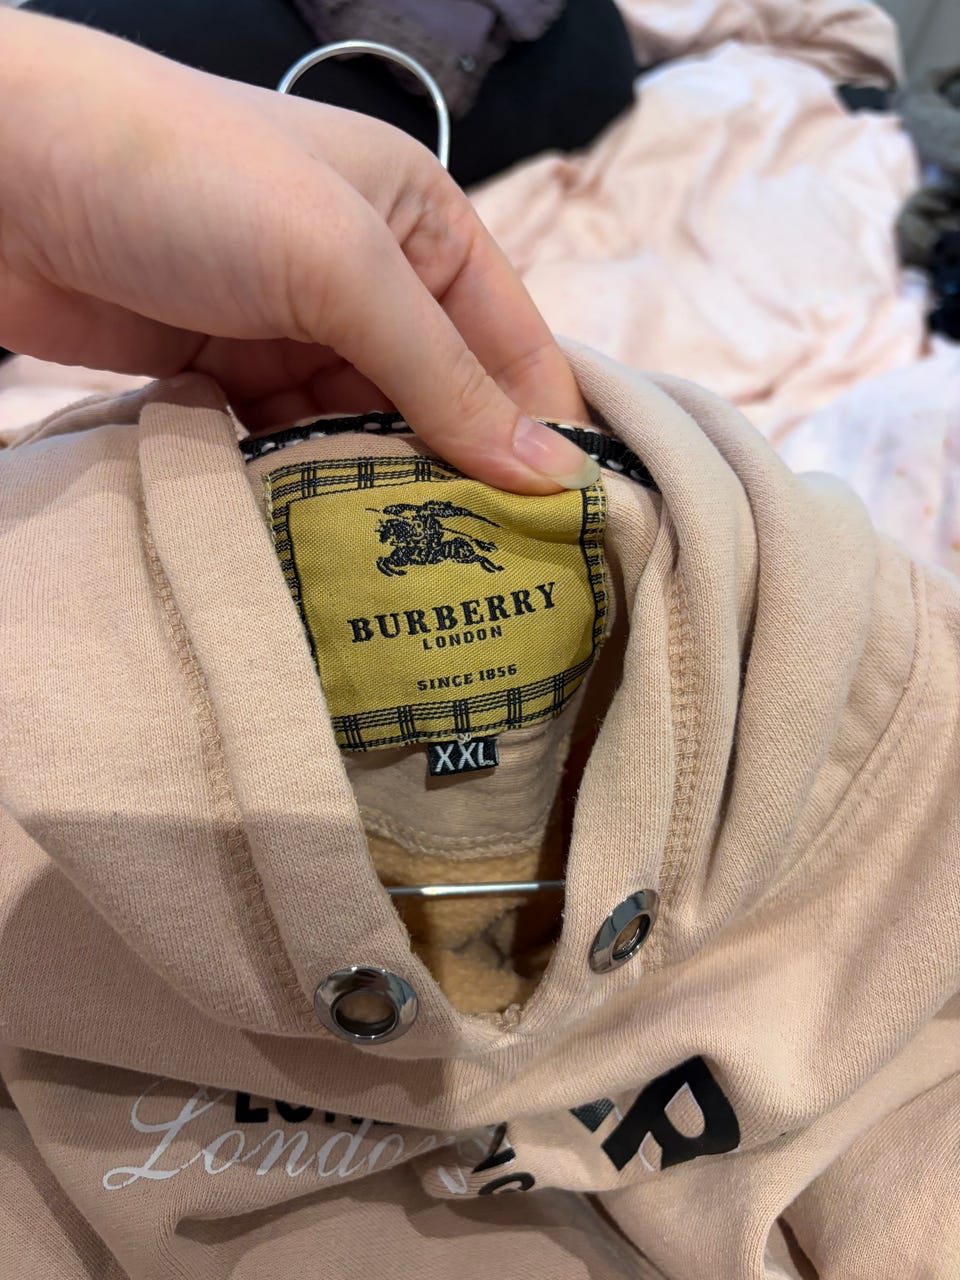 BURBERRY
LONDON
SINCE 1856
XXL
R
London